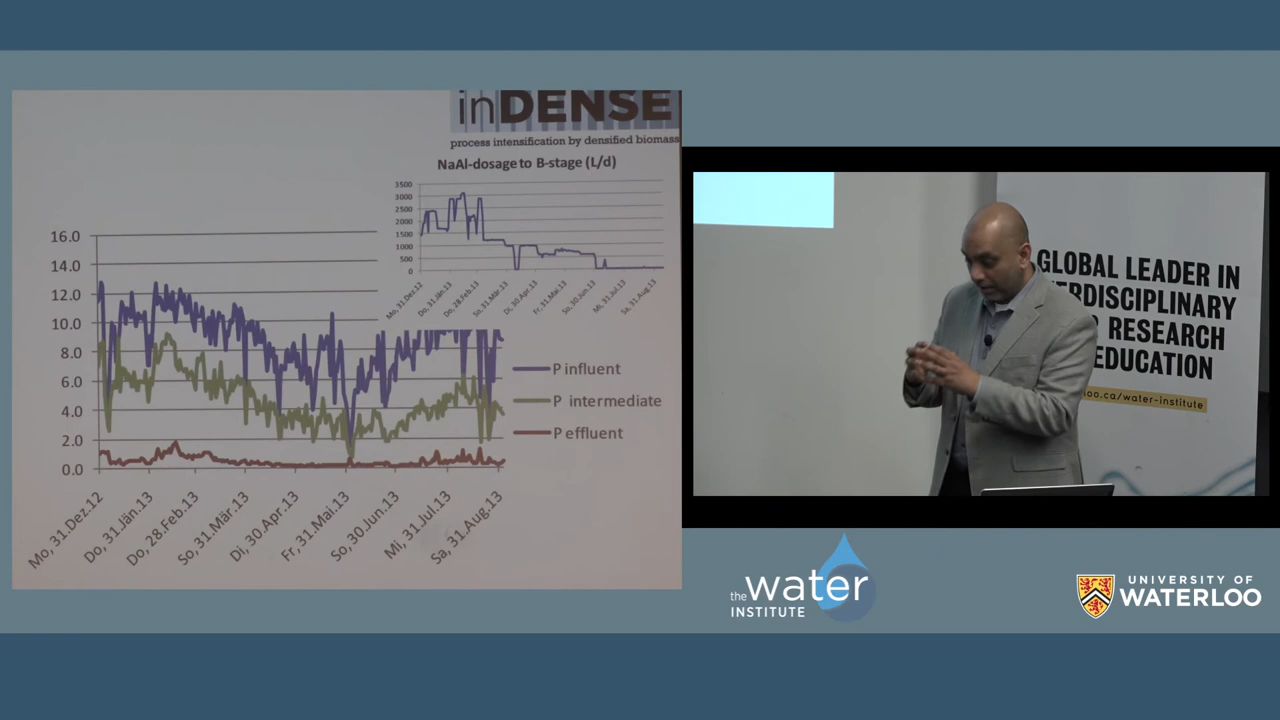 inDENSE
process intensification by densified biomass
NaAl-dosage to B-stage (L/d)
3500
3000
2500
2000
1500
1000
500
0
Mo, 31.Dez.12
Do, 31.Jän.13
Do, 28.Feb.13
So, 31.Mär.13
Di, 30.Apr.13
Fr, 31.Mai.13
So, 30.Jun.13
Mi, 31.Jul.13
Sa, 31.Aug.13
16.0
14.0
12.0
10.0
8.0
6.0
4.0
2.0
0.0
P influent
P intermediate
P effluent
Mo, 31.Dez.12
Do, 31.Jän.13
Do, 28.Feb.13
So, 31.Mär.13
Di, 30.Apr.13
Fr, 31.Mai.13
So, 30.Jun.13
Mi, 31.Jul.13
Sa, 31.Aug.13
GLOBAL LEADER IN
RESEARCH
EDUCATION
.ca/water-institute
the water
INSTITUTE
UNIVERSITY OF
WATERLOO